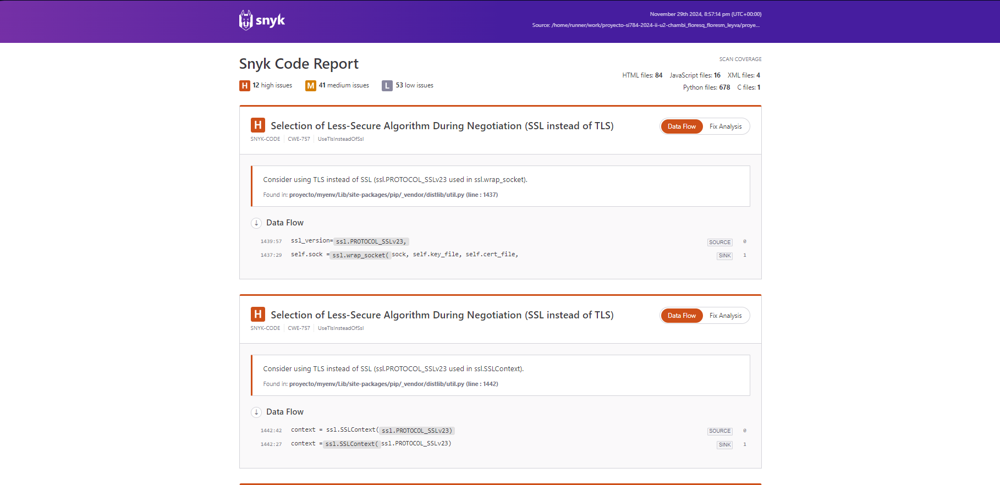 snyk
November 29th 2024, 8:57:14 pm (UTC+00:00)
Source: /home/runner/work/proyecto-si784-2024-ii-u2-chambi_floresq_floresm_leyva/proye...
Snyk Code Report
H 12 high issues M 41 medium issues L 53 low issues
SCAN COVERAGE
HTML files: 84 JavaScript files: 16 XML files: 4
Python files: 678 C files: 1
H Selection of Less-Secure Algorithm During Negotiation (SSL instead of TLS)
Data Flow Fix Analysis
SNYK-CODE CWE-757 UseTlsInsteadOfSsl
Consider using TLS instead of SSL (ssl.PROTOCOL_SSLv23 used in ssl.wrap_socket).
Found in: proyecto/myenv/Lib/site-packages/pip/_vendor/distlib/util.py (line : 1437)
Data Flow
1439:57 ssl_version=ssl.PROTOCOL_SSLv23, SOURCE 0
1437:29 self.sock =ssl.wrap_socket( sock, self.key_file, self.cert_file, SINK 1
H Selection of Less-Secure Algorithm During Negotiation (SSL instead of TLS)
Data Flow Fix Analysis
SNYK-CODE CWE-757 UseTlsInsteadOfSsl
Consider using TLS instead of SSL (ssl.PROTOCOL_SSLv23 used in ssl.SSLContext).
Found in: proyecto/myenv/Lib/site-packages/pip/_vendor/distlib/util.py (line : 1442)
Data Flow
1442:42 context = ssl.SSLContext(ssl.PROTOCOL_SSLv23) SOURCE 0
1442:27 context =ssl.SSLContext( ssl.PROTOCOL_SSLv23) SINK 1